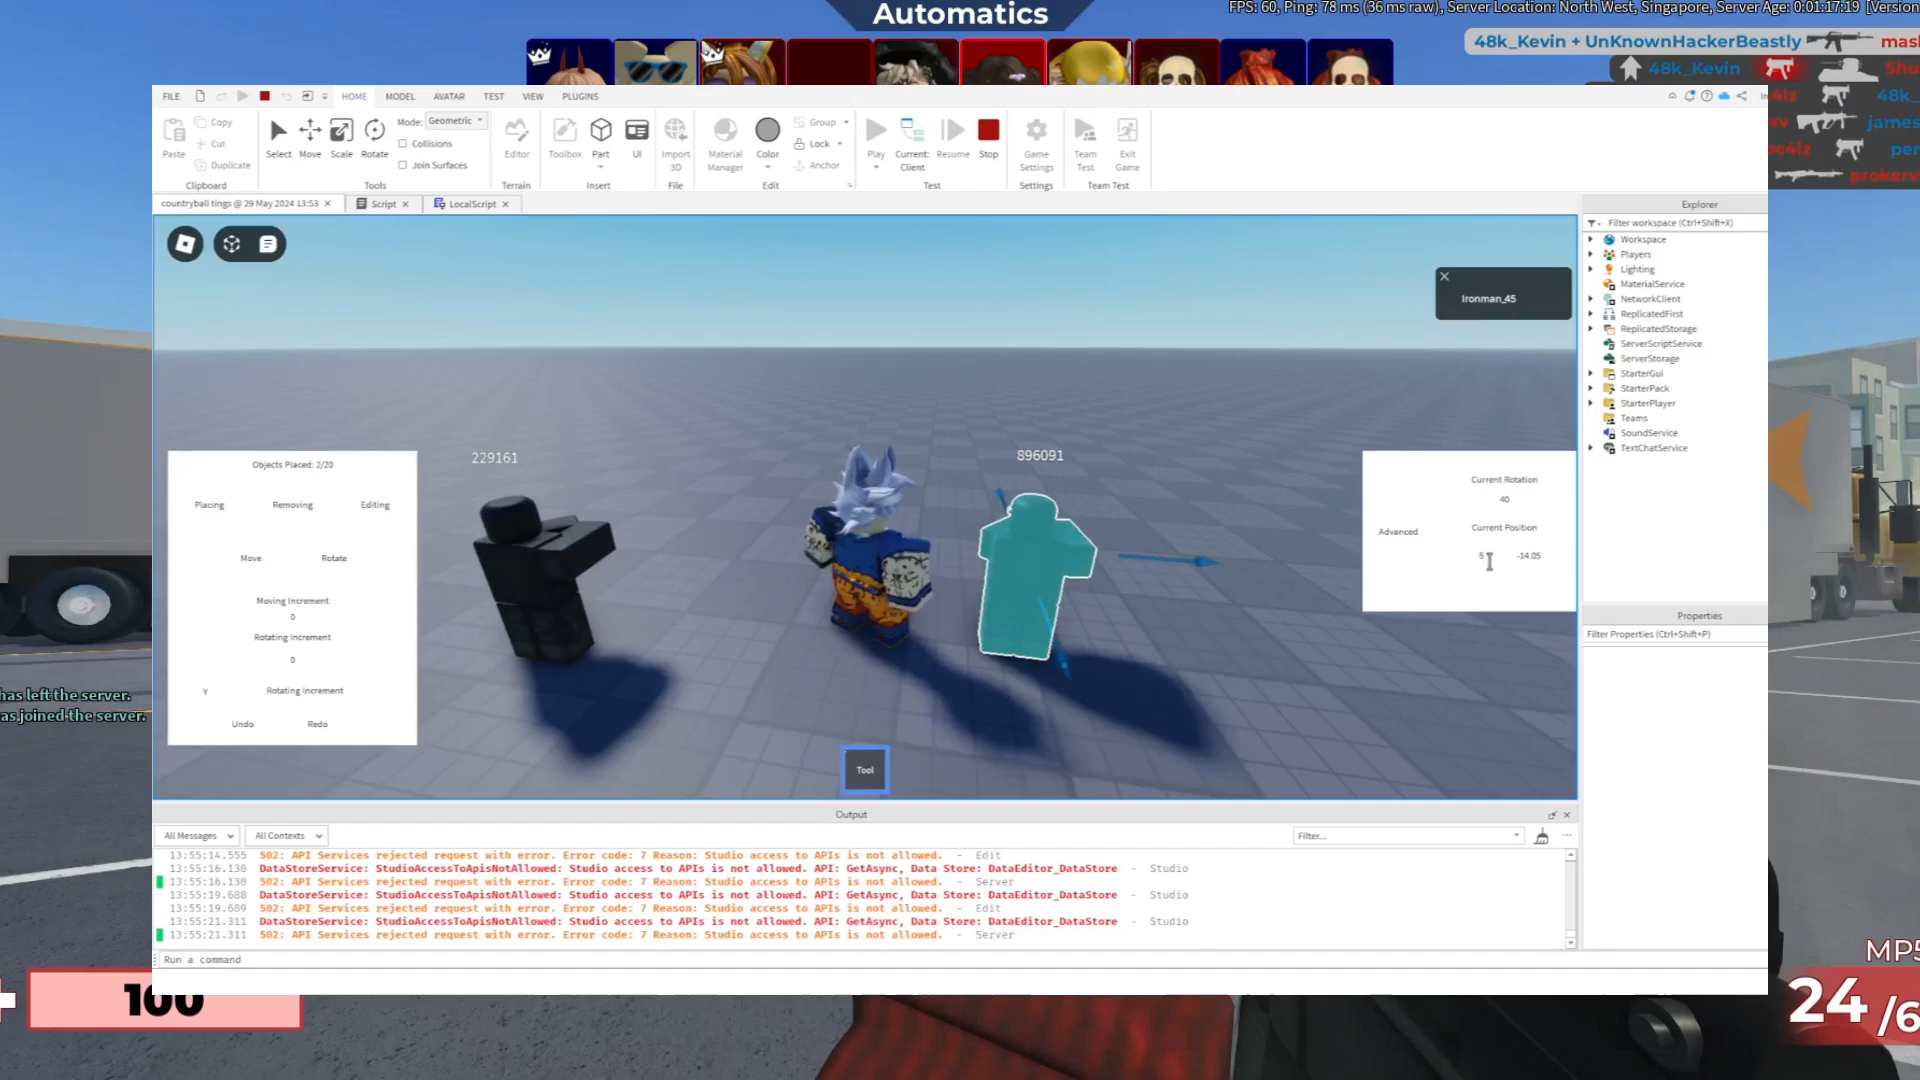 Automatics
FPS: 60, Ping: 78 ms (36 ms raw), Server Location: North West, Singapore, Server Age: 0:01:17:19 [Version
48k_Kevin + UnKnownHackerBeastly
48k_Kevin
48k_
james
prokerv
FILE HOME MODEL AVATAR TEST VIEW PLUGINS
Paste Copy Cut Duplicate
Select Move Scale Rotate
Mode: Geometric
Collisions
Join Surfaces
Editor Toolbox Part UI Import 3D
Material Manager Color
Group Lock Anchor
Play Current: Client Resume Stop
Game Settings Team Test Exit Game
Clipboard Tools Terrain Insert File Edit Test Settings Team Test
countryball tings @ 29 May 2024 13:53 Script LocalScript
Explorer
Filter workspace (Ctrl+Shift+X)
Workspace
Players
Lighting
MaterialService
NetworkClient
ReplicatedFirst
ReplicatedStorage
ServerScriptService
ServerStorage
StarterGui
StarterPack
StarterPlayer
Teams
SoundService
TextChatService
Properties
Filter Properties (Ctrl+Shift+P)
Ironman_45
229161
896091
Objects Placed: 2/20
Placing Removing Editing
Move Rotate
Moving Increment
0
Rotating Increment
0
Y Rotating Increment
Undo Redo
Current Rotation
40
Current Position
Advanced
5 -14.05
Tool
has left the server.
as joined the server.
Output
All Messages All Contexts Filter...
13:55:14.555 502: API Services rejected request with error. Error code: 7 Reason: Studio access to APIs is not allowed. - Edit
13:55:16.130 DataStoreService: StudioAccessToApisNotAllowed: Studio access to APIs is not allowed. API: GetAsync, Data Store: DataEditor_DataStore - Studio
13:55:16.130 502: API Services rejected request with error. Error code: 7 Reason: Studio access to APIs is not allowed. - Server
13:55:19.688 DataStoreService: StudioAccessToApisNotAllowed: Studio access to APIs is not allowed. API: GetAsync, Data Store: DataEditor_DataStore - Studio
13:55:19.689 502: API Services rejected request with error. Error code: 7 Reason: Studio access to APIs is not allowed. - Edit
13:55:21.311 DataStoreService: StudioAccessToApisNotAllowed: Studio access to APIs is not allowed. API: GetAsync, Data Store: DataEditor_DataStore - Studio
13:55:21.311 502: API Services rejected request with error. Error code: 7 Reason: Studio access to APIs is not allowed. - Server
Run a command
100
MP5
24 /6